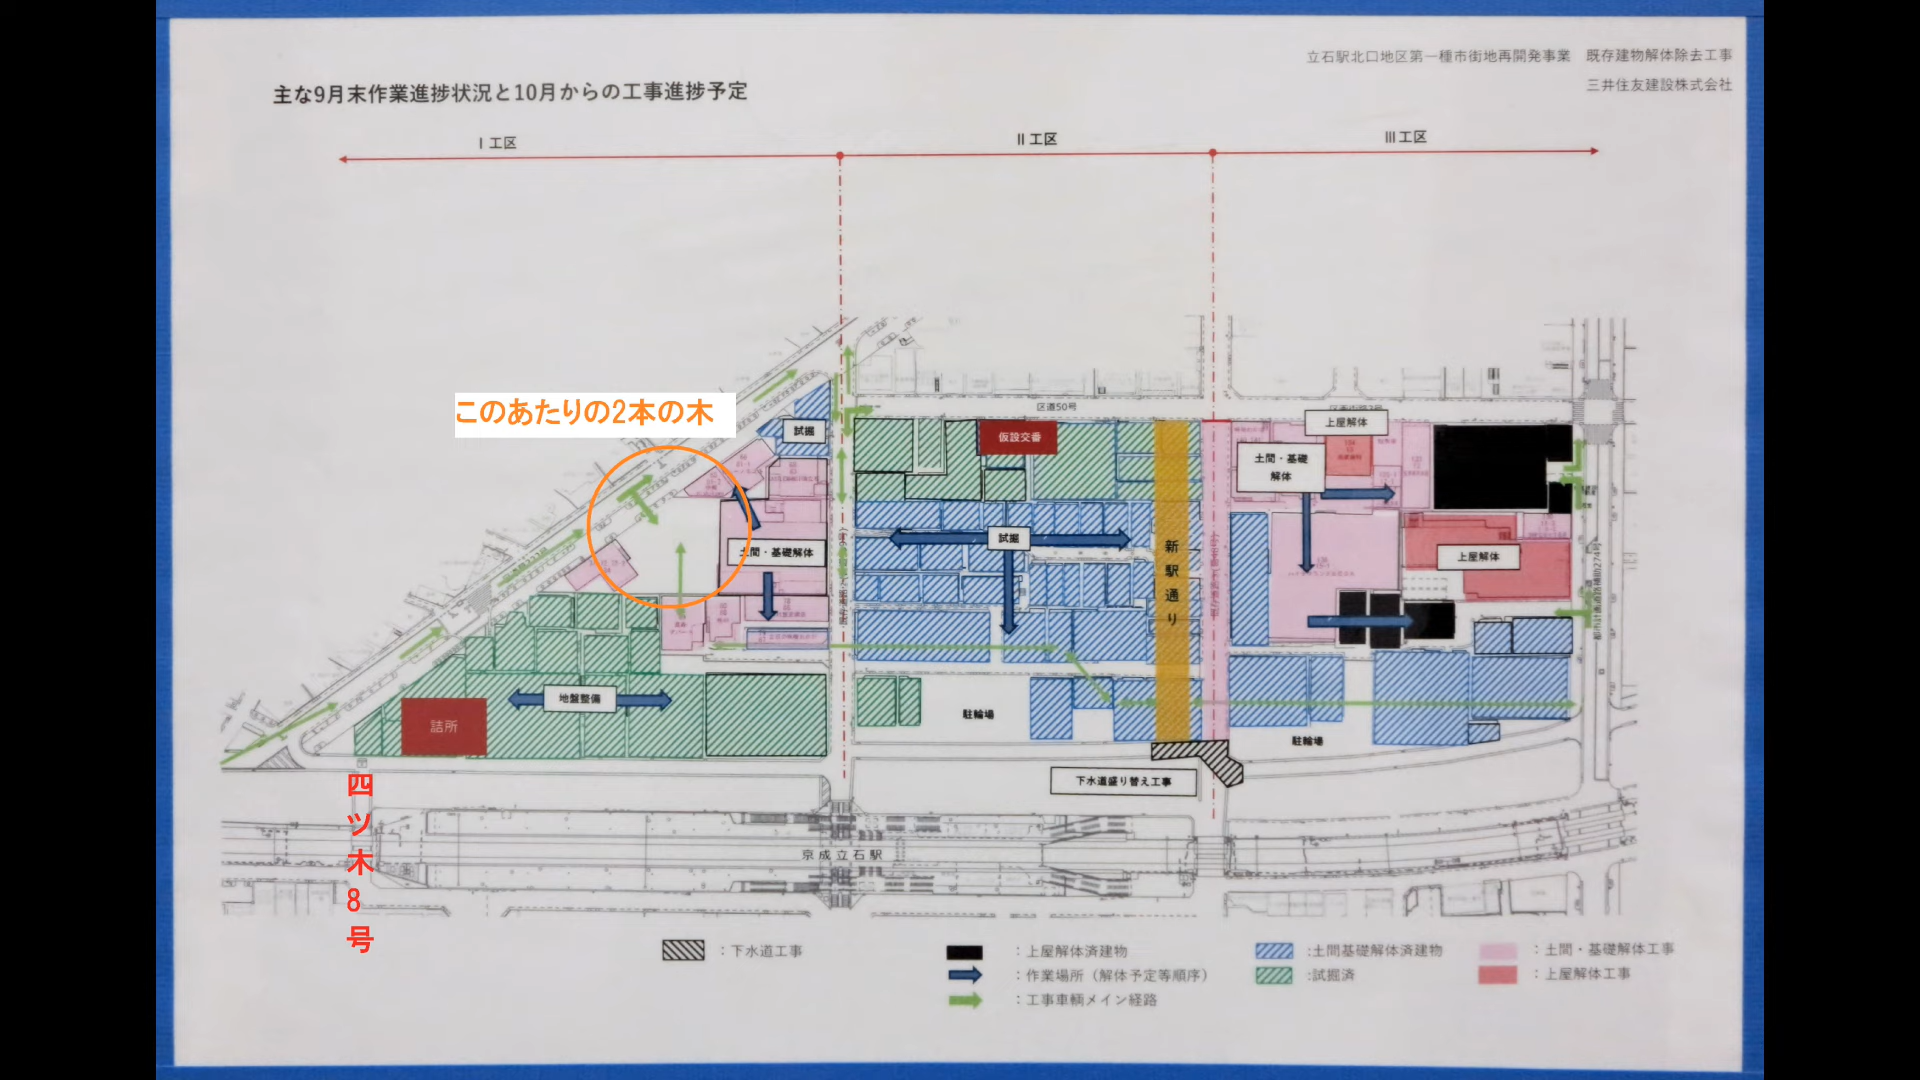 立石駅北口地区第一種市街地再開発事業　既存建物解体除去工事
三井住友建設株式会社
主な9月末作業進捗状況と10月からの工事進捗予定
Ⅰ工区
Ⅱ工区
Ⅲ工区
このあたりの2本の木
区道50号
試掘
仮設交番
上屋解体
土間・基礎
解体
土間・基礎解体
試掘
新駅通り
上屋解体
地盤整備
詰所
駐輪場
駐輪場
下水道盛り替え工事
四ツ木8号
京成立石駅
：下水道工事
：上屋解体済建物
：作業場所（解体予定等順序）
：工事車輌メイン経路
:土間基礎解体済建物
:試掘済
：土間・基礎解体工事
：上屋解体工事